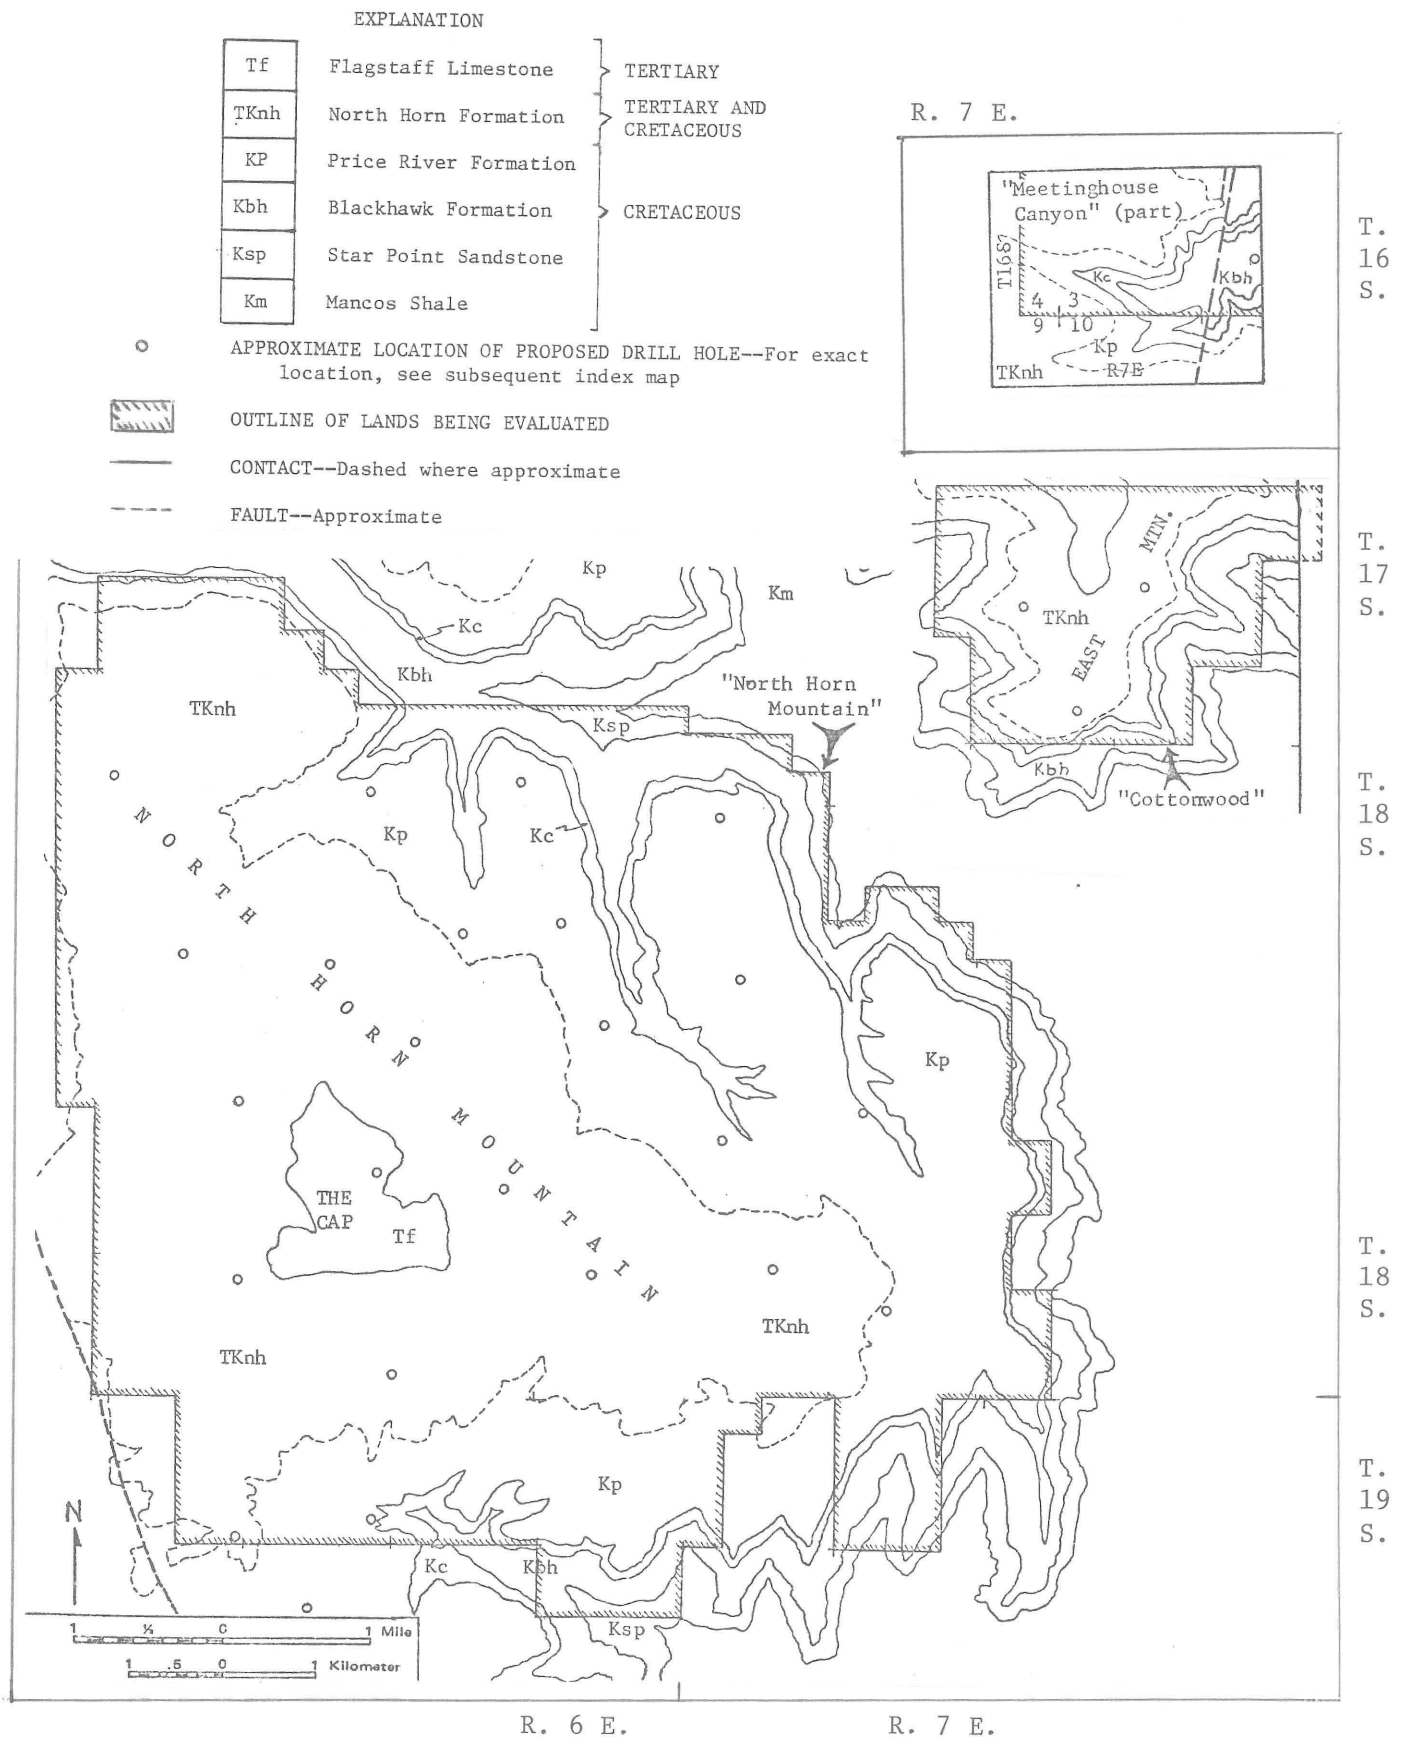 EXPLANATION
Tf Flagstaff Limestone TERTIARY
TKnh North Horn Formation TERTIARY AND
CRETACEOUS
KP Price River Formation
Kbh Blackhawk Formation CRETACEOUS
Ksp Star Point Sandstone
Km Mancos Shale
APPROXIMATE LOCATION OF PROPOSED DRILL HOLE--For exact
location, see subsequent index map
OUTLINE OF LANDS BEING EVALUATED
CONTACT--Dashed where approximate
FAULT--Approximate
R. 7 E.
"Meetinghouse
Canyon" (part)
T16S
Kc
Kbh
4 3
9 10
Kp
TKnh
R7E
T.
16
S.
T.
17
S.
T.
18
S.
T.
18
S.
T.
19
S.
MTN.
TKnh
EAST
Kbh
"Cottonwood"
Kp
Km
Kc
Kbh
"North Horn
Mountain"
TKnh
Ksp
Kp
Kc
NORTH HORN MOUNTAIN
Kp
THE
CAP
Tf
TKnh
TKnh
Kp
N
Kc
Kbh
Ksp
1 ½ 0 1 Mile
1 .5 0 1 Kilometer
R. 6 E.
R. 7 E.